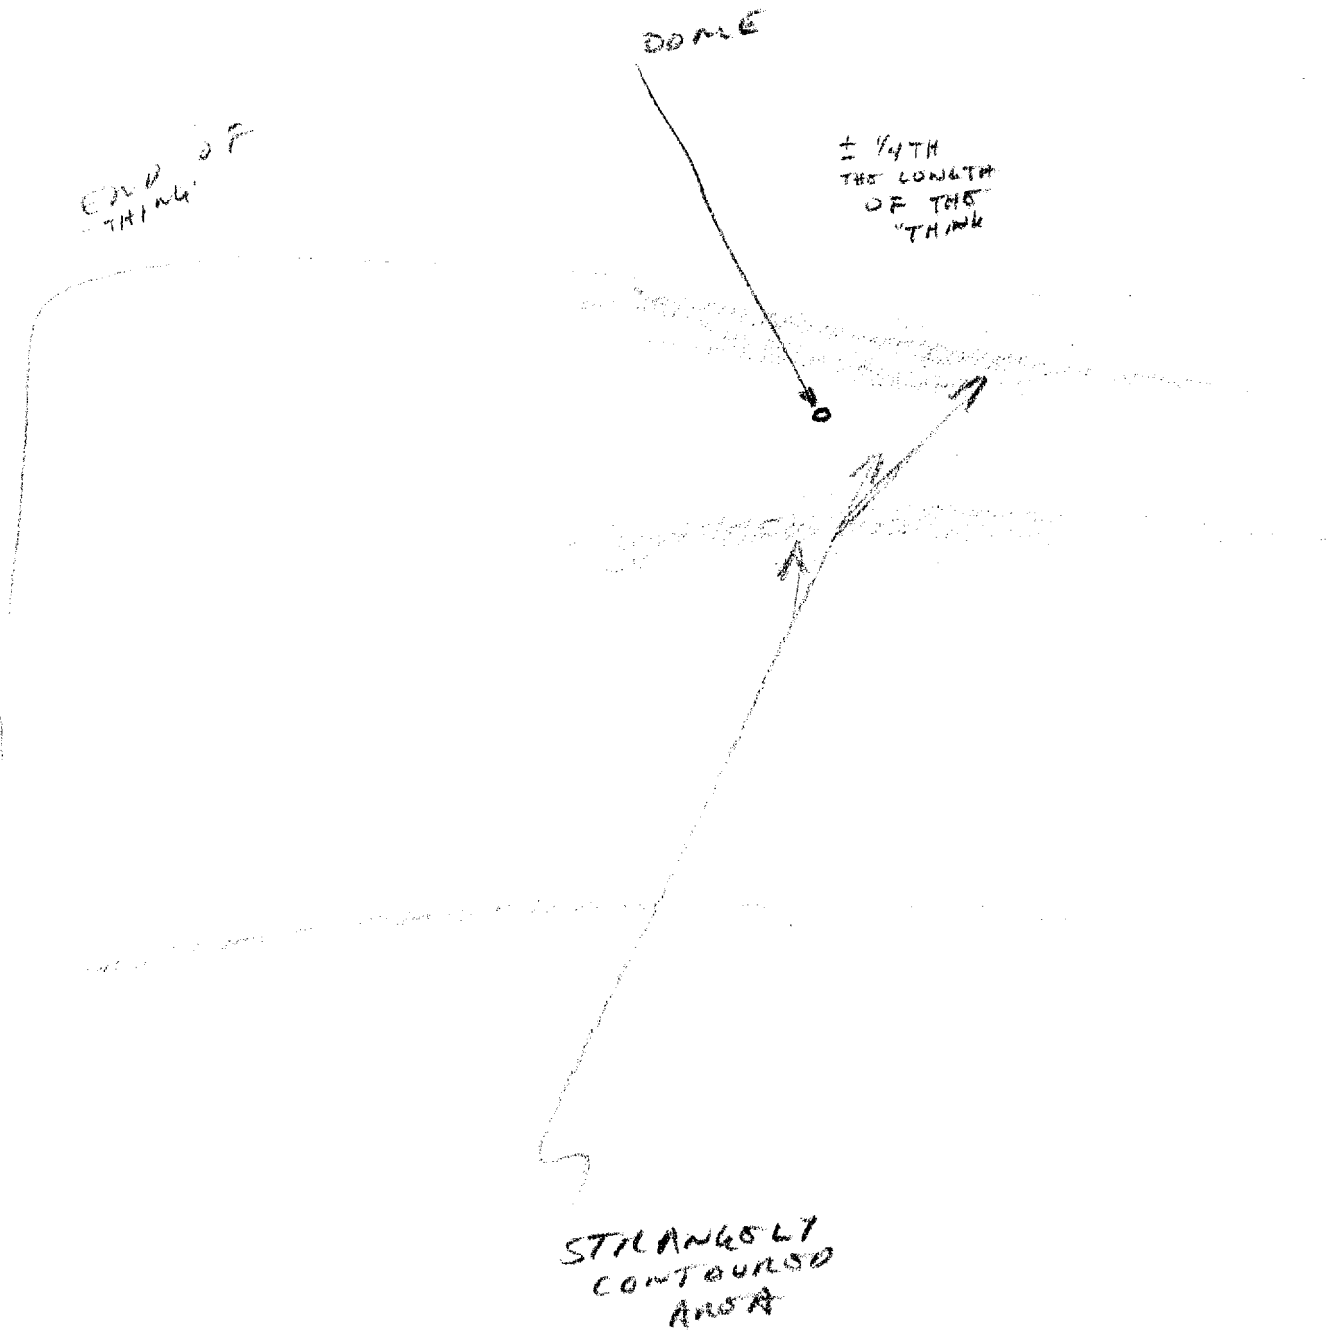 DOME
END OF
"THING"
± 1/4TH
THE LENGTH
OF THE
"THING
STRANGELY
CONTOURED
AREA